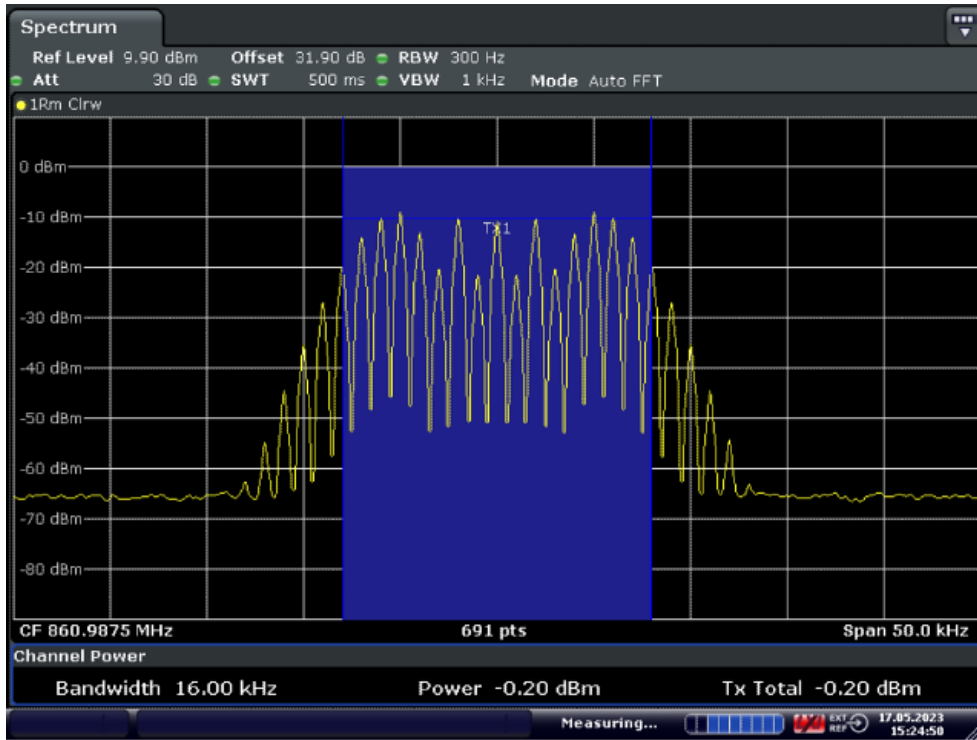 Spectrum
Ref Level 9.90 dBm Offset 31.90 dB RBW 300 Hz
Att 30 dB SWT 500 ms VBW 1 kHz Mode Auto FFT
1Rm Clrw
0 dBm
-10 dBm
TX1
-20 dBm
-30 dBm
-40 dBm
-50 dBm
-60 dBm
-70 dBm
-80 dBm
CF 860.9875 MHz 691 pts Span 50.0 kHz
Channel Power
Bandwidth 16.00 kHz Power -0.20 dBm Tx Total -0.20 dBm
Measuring... EXT REF 17.05.2023
15:24:50